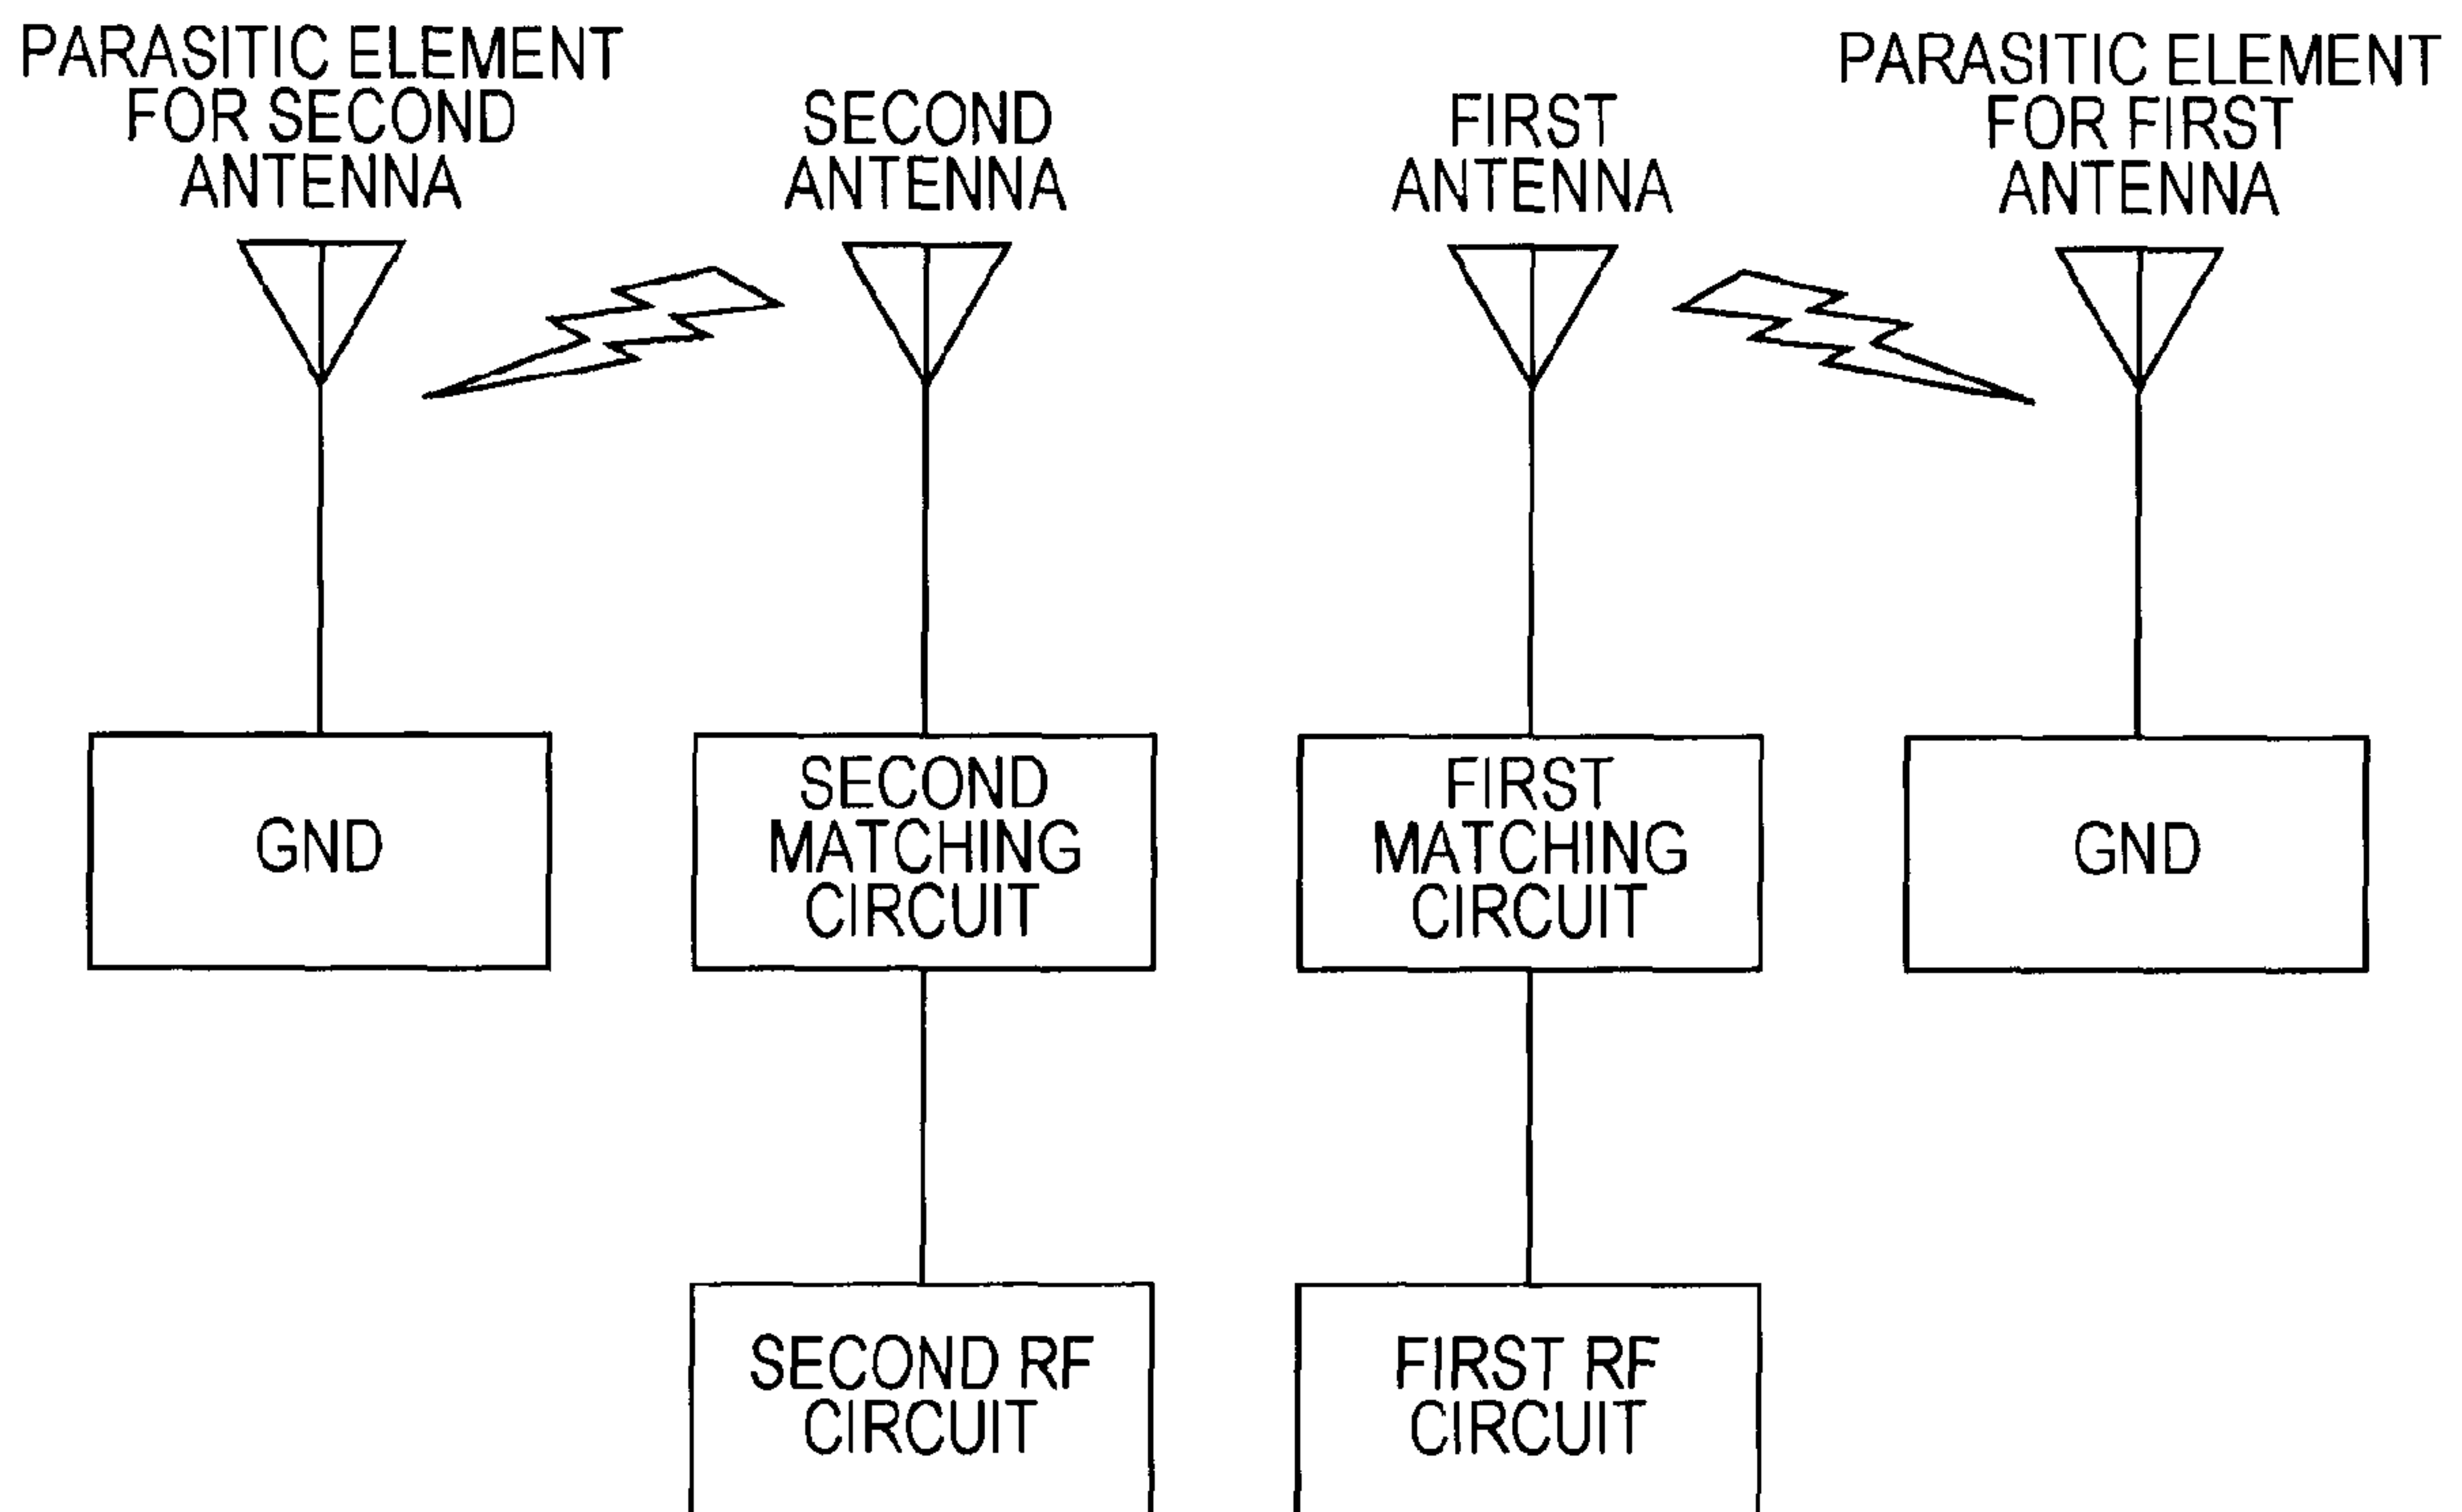 PARASITIC ELEMENT
FOR SECOND
ANTENNA
SECOND
ANTENNA
FIRST
ANTENNA
PARASITIC ELEMENT
FOR FIRST
ANTENNA
GND
SECOND
MATCHING
CIRCUIT
FIRST
MATCHING
CIRCUIT
GND
SECOND RF
CIRCUIT
FIRST RF
CIRCUIT